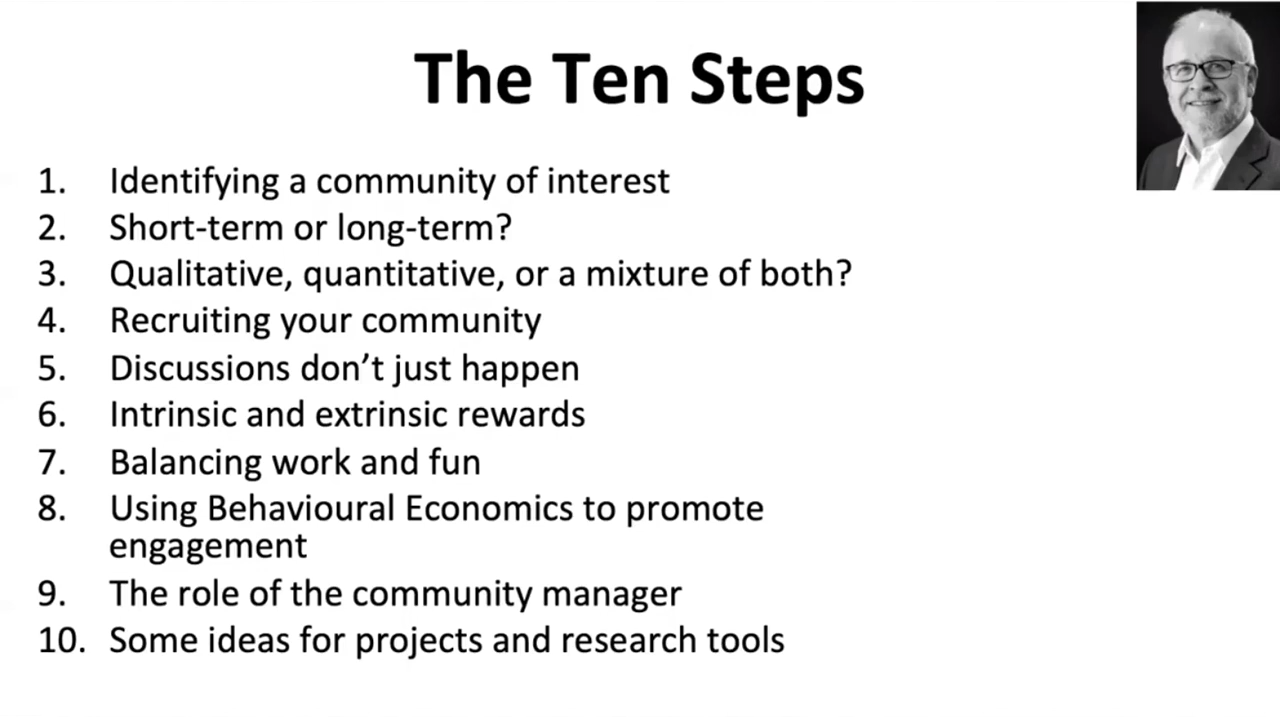 The Ten Steps
1. Identifying a community of interest
2. Short-term or long-term?
3. Qualitative, quantitative, or a mixture of both?
4. Recruiting your community
5. Discussions don’t just happen
6. Intrinsic and extrinsic rewards
7. Balancing work and fun
8. Using Behavioural Economics to promote
engagement
9. The role of the community manager
10. Some ideas for projects and research tools